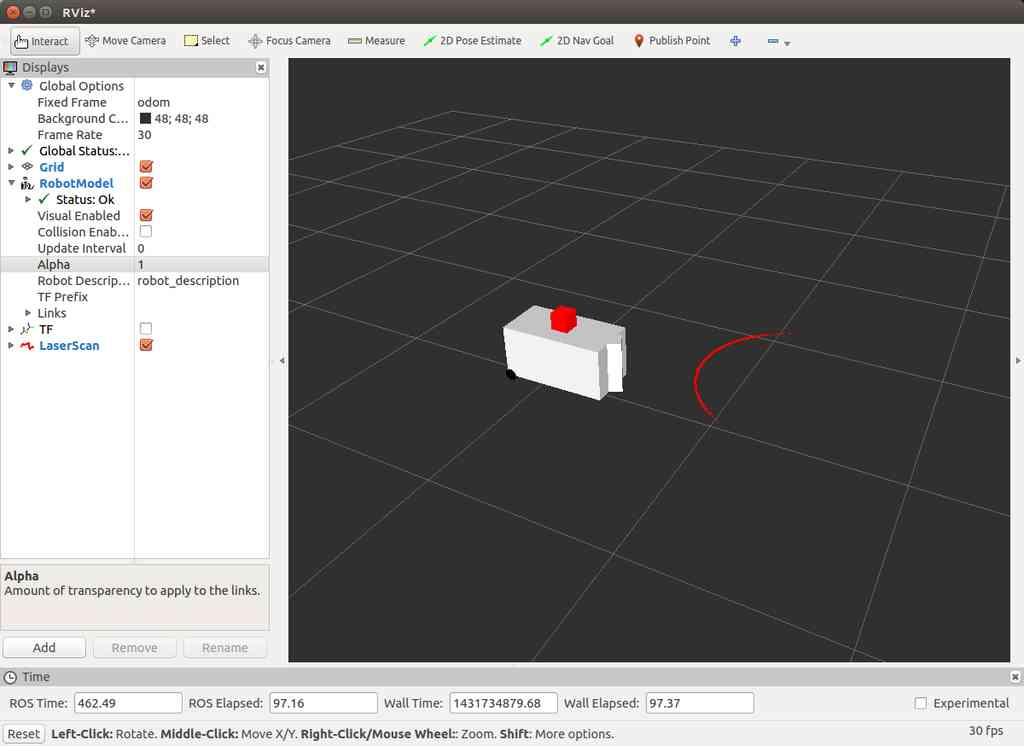 RViz*
Interact Move Camera Select Focus Camera Measure 2D Pose Estimate 2D Nav Goal Publish Point
Displays
Global Options
Fixed Frame odom
Background C... 48; 48; 48
Frame Rate 30
Global Status:...
Grid
RobotModel
Status: Ok
Visual Enabled
Collision Enab...
Update Interval 0
Alpha 1
Robot Descrip... robot_description
TF Prefix
Links
TF
LaserScan
Alpha
Amount of transparency to apply to the links.
Add Remove Rename
Time
ROS Time: 462.49 ROS Elapsed: 97.16 Wall Time: 1431734879.68 Wall Elapsed: 97.37 Experimental
Reset Left-Click: Rotate. Middle-Click: Move X/Y. Right-Click/Mouse Wheel:: Zoom. Shift: More options. 30 fps